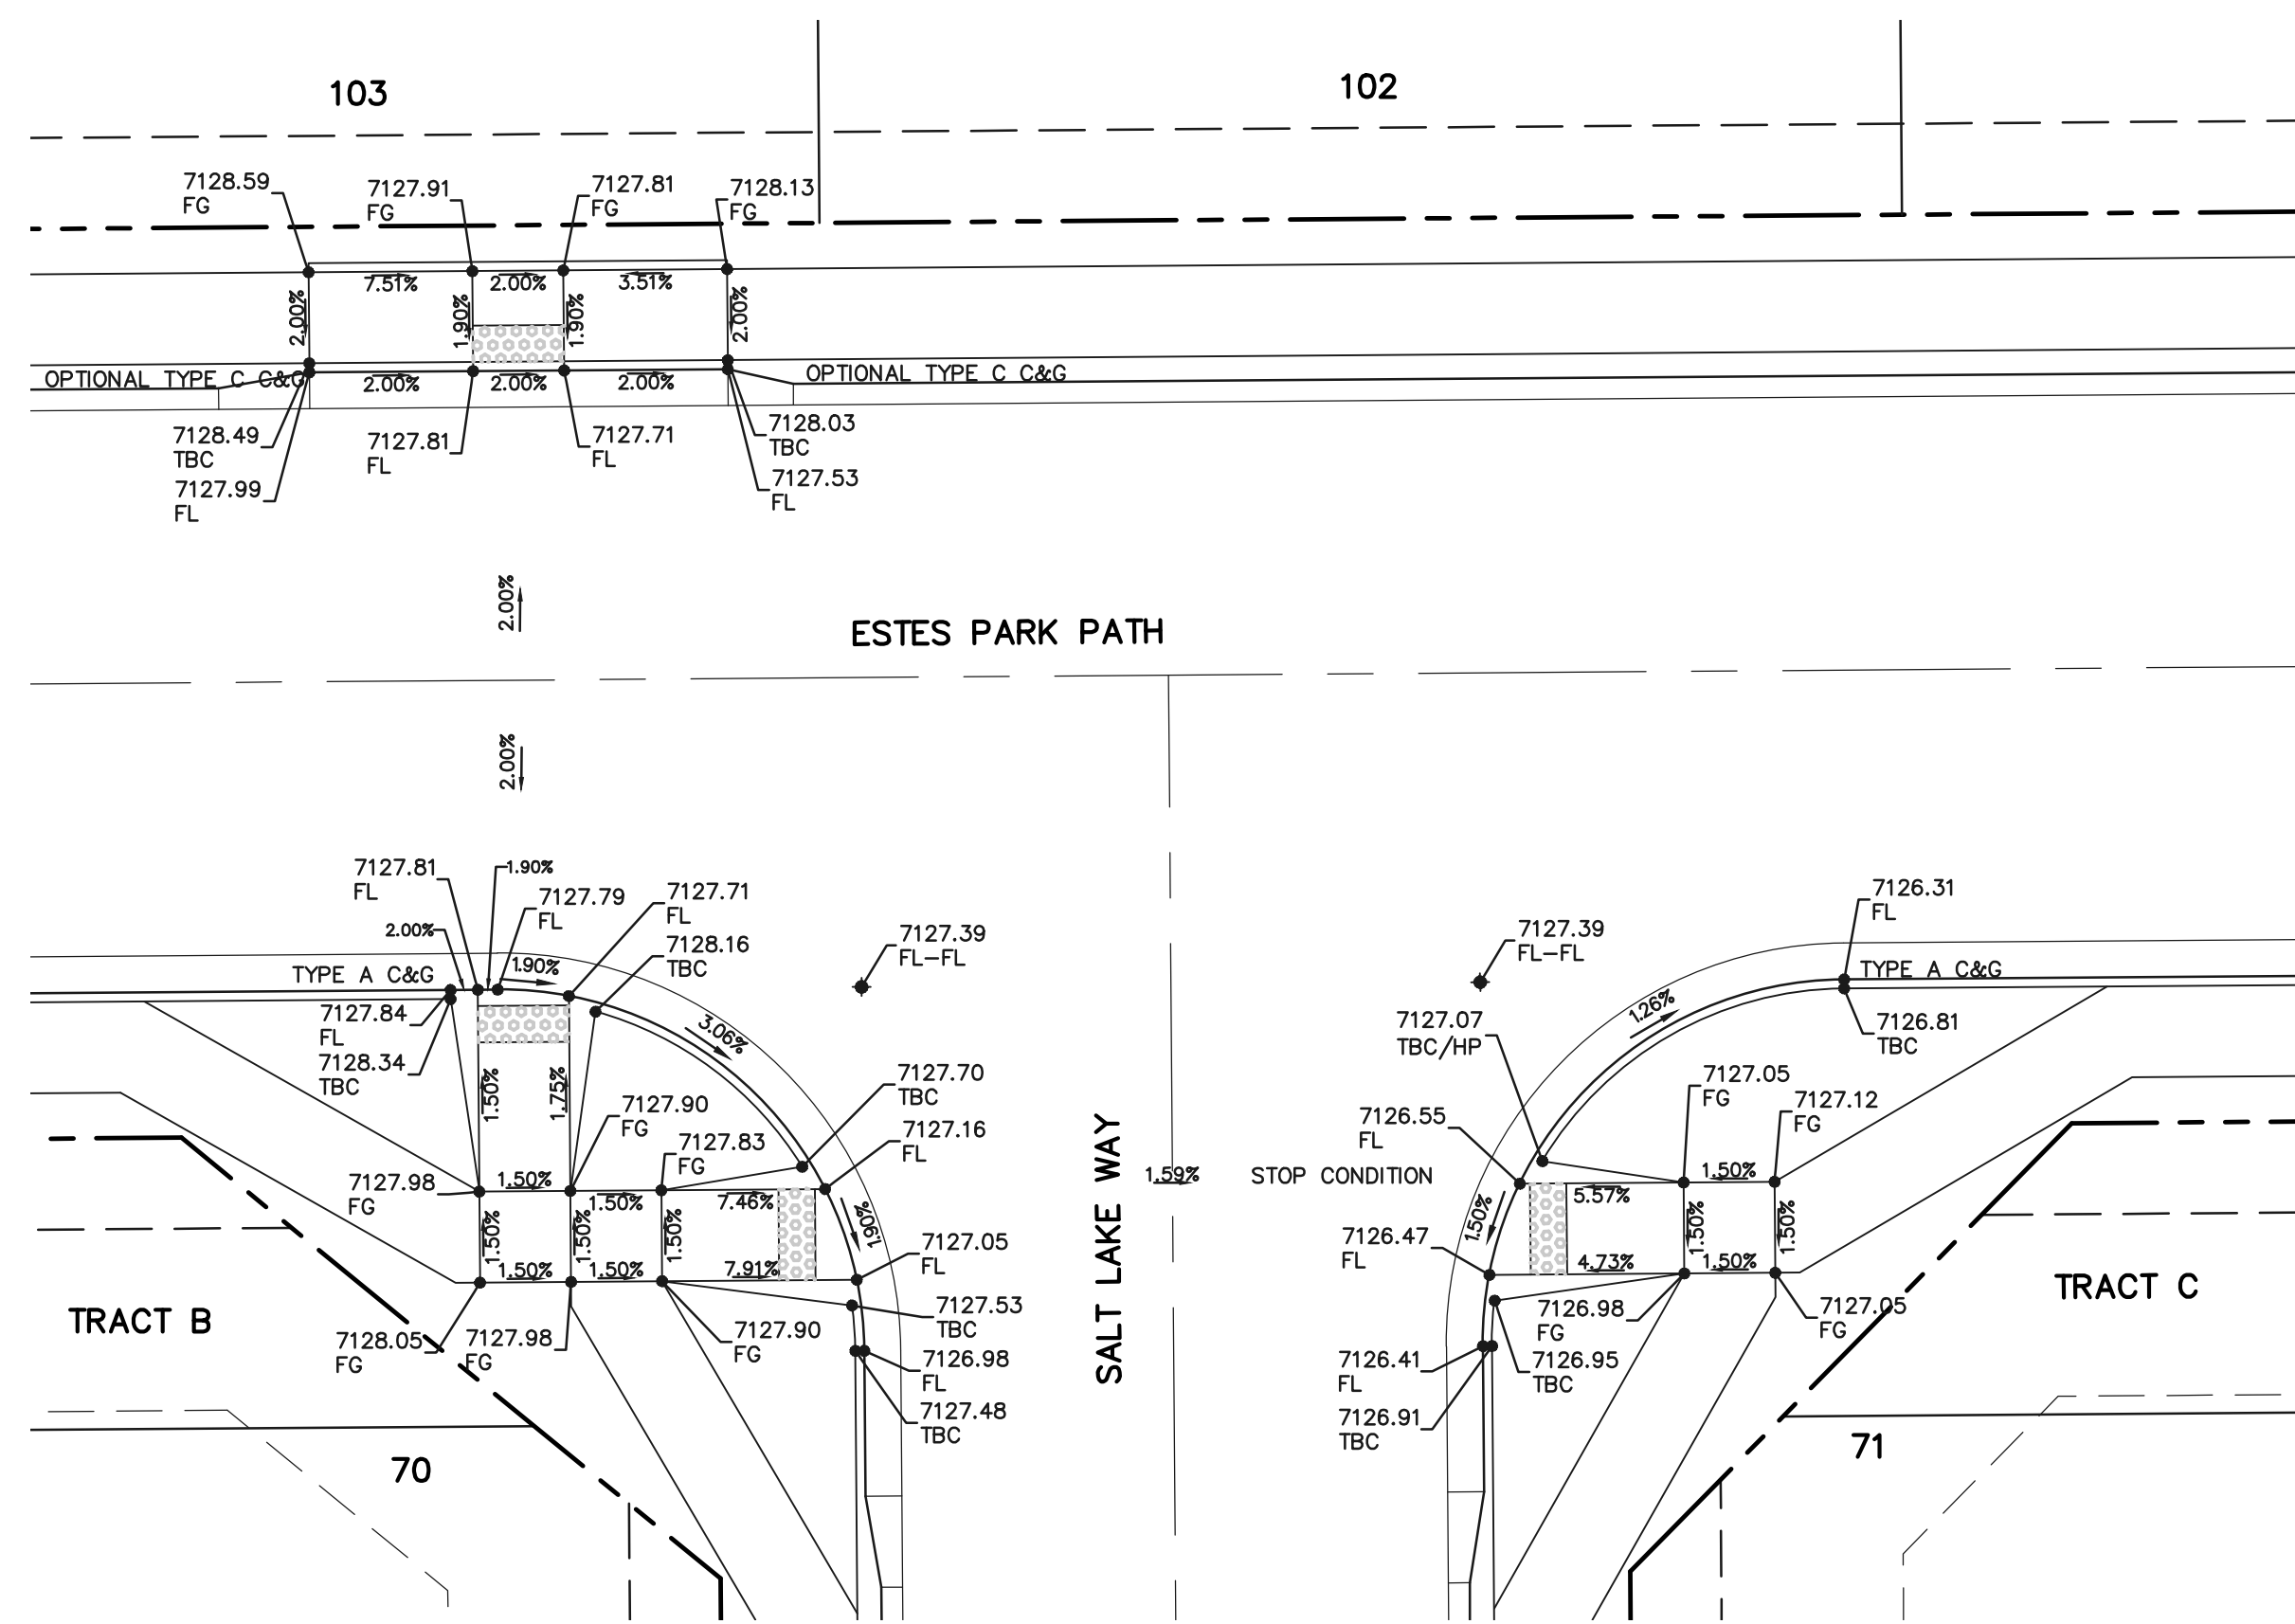 103
102
7128.59
FG
7127.91
FG
7127.81
FG
7128.13
FG
7.51%
2.00%
3.51%
2.00%
1.90%
1.90%
2.00%
OPTIONAL TYPE C C&G
2.00%
2.00%
2.00%
OPTIONAL TYPE C C&G
7128.49
TBC
7127.99
FL
7127.81
FL
7127.71
FL
7128.03
TBC
7127.53
FL
2.00%
ESTES PARK PATH
2.00%
7127.81
FL
1.90%
7127.79
FL
7127.71
FL
2.00%
7128.16
TBC
7127.39
FL-FL
7127.39
FL-FL
7126.31
FL
TYPE A C&G
1.90%
TYPE A C&G
7127.84
FL
7128.34
TBC
3.06%
1.26%
7127.07
TBC/HP
7126.81
TBC
1.50%
1.75%
7127.90
FG
7127.83
FG
7127.70
TBC
7127.16
FL
7126.55
FL
7127.05
FG
7127.12
FG
7127.98
FG
1.50%
1.50%
7.46%
1.90%
SALT LAKE WAY
1.59%
STOP CONDITION
1.50%
5.57%
1.50%
1.50%
1.50%
1.50%
1.50%
1.50%
7126.47
FL
7127.05
FL
1.50%
1.50%
7.91%
4.73%
1.50%
TRACT B
7128.05
FG
7127.98
FG
7127.90
FG
7127.53
TBC
7126.98
FL
7127.48
TBC
7126.98
FG
7127.05
FG
TRACT C
7126.41
FL
7126.95
TBC
7126.91
TBC
70
71